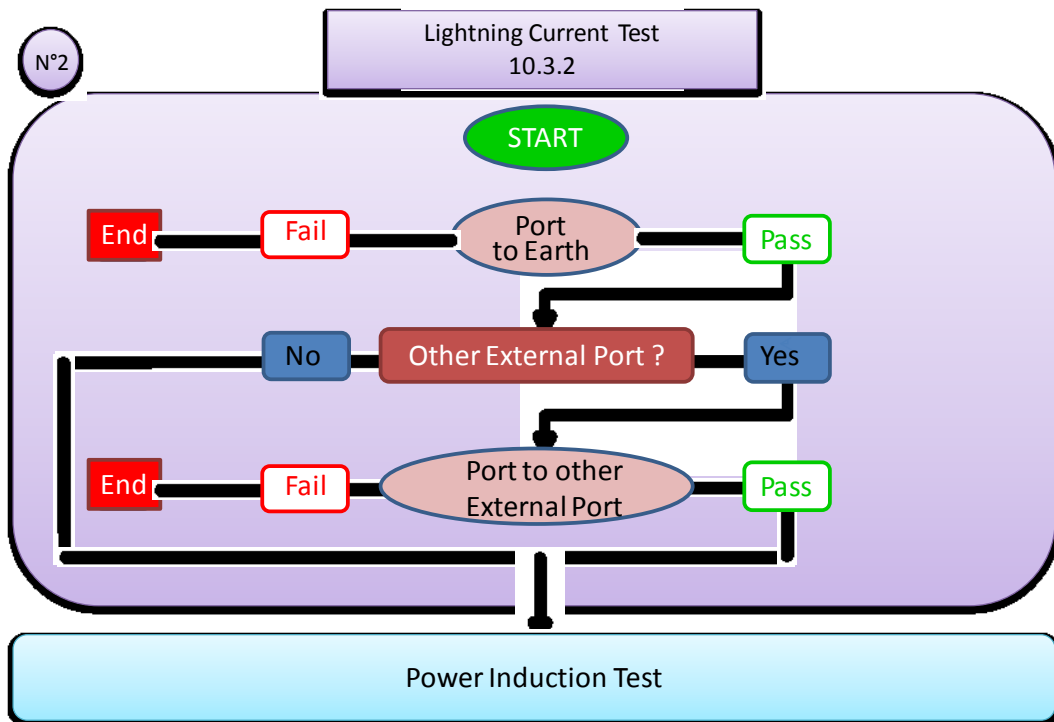 N°2
Lightning Current Test
10.3.2
START
End
Fail
Port
to Earth
Pass
No
Other External Port ?
Yes
End
Fail
Port to other
External Port
Pass
Power Induction Test